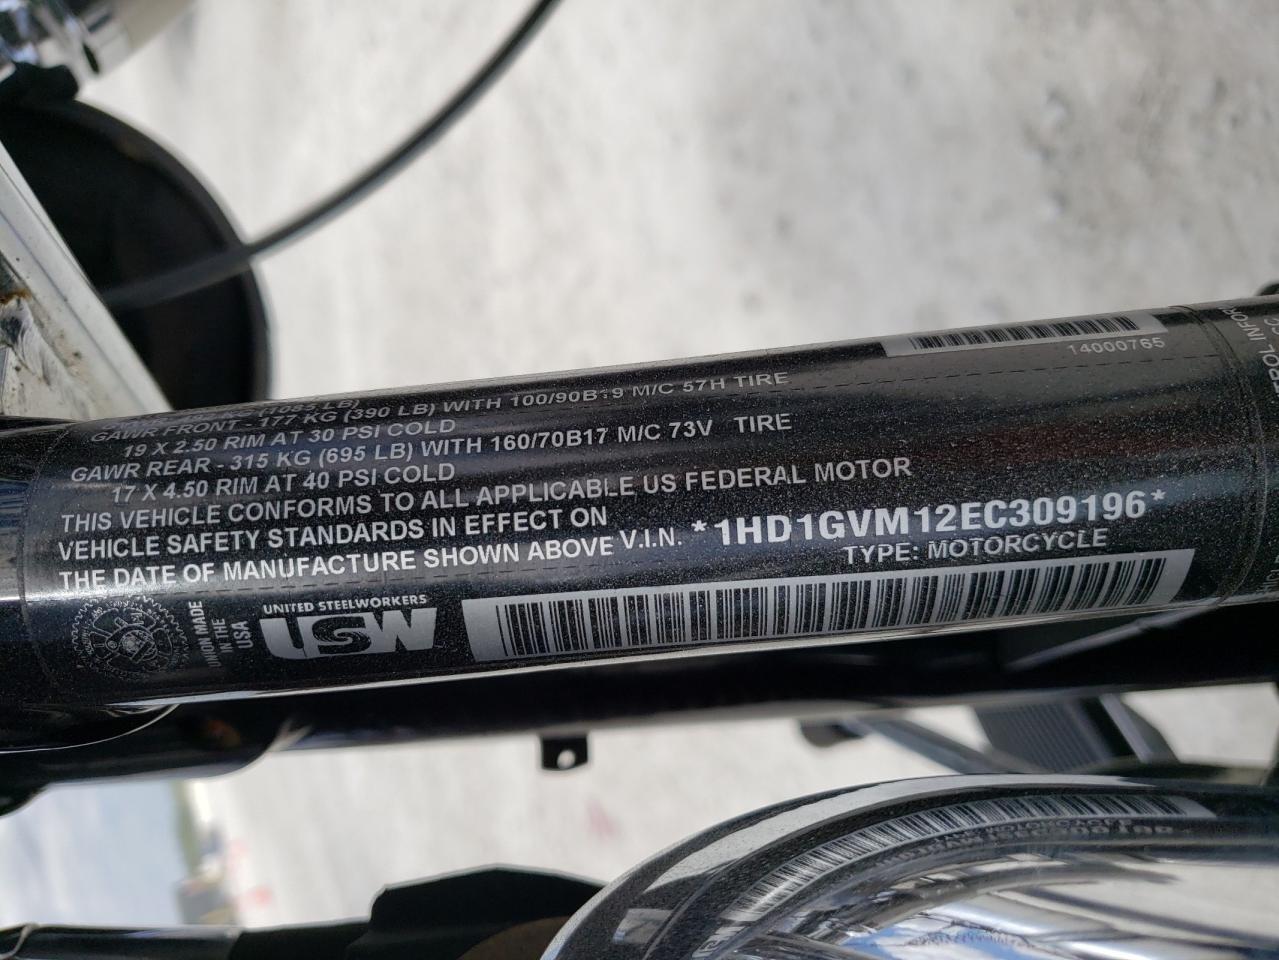 14000765
(1085 LB)
GAWR FRONT - 177 KG (390 LB) WITH 100/90B19 M/C 57H TIRE
19 X 2.50 RIM AT 30 PSI COLD
GAWR REAR - 315 KG (695 LB) WITH 160/70B17 M/C 73V TIRE
17 X 4.50 RIM AT 40 PSI COLD
THIS VEHICLE CONFORMS TO ALL APPLICABLE US FEDERAL MOTOR
VEHICLE SAFETY STANDARDS IN EFFECT ON
THE DATE OF MANUFACTURE SHOWN ABOVE V.I.N. *1HD1GVM12EC309196*
TYPE: MOTORCYCLE
UNION MADE
IN THE
USA
UNITED STEELWORKERS
USW